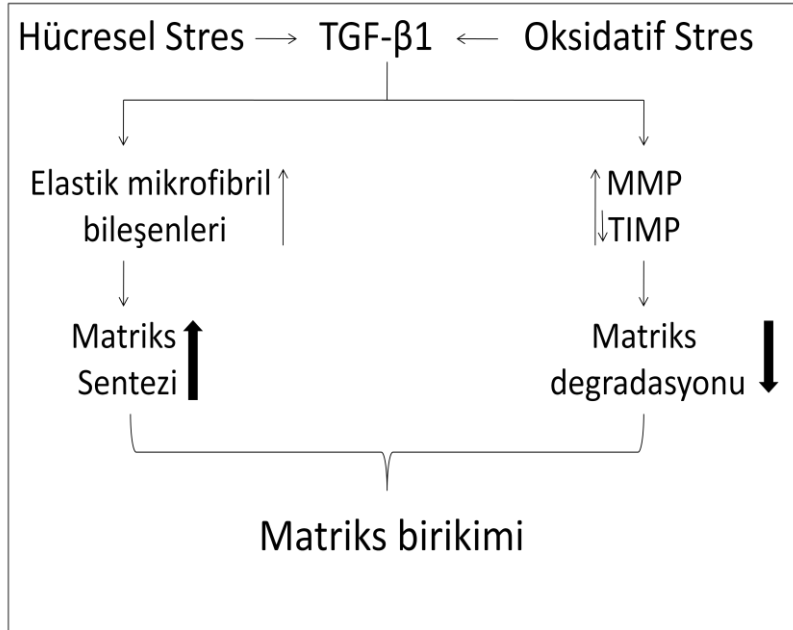 Hücresel Stres → TGF-β1 ← Oksidatif Stres
Elastik mikrofibril ↑
bileşenleri
↑ MMP
↓ TIMP
Matriks ↑
Sentezi
Matriks ↓
degradasyonu
Matriks birikimi